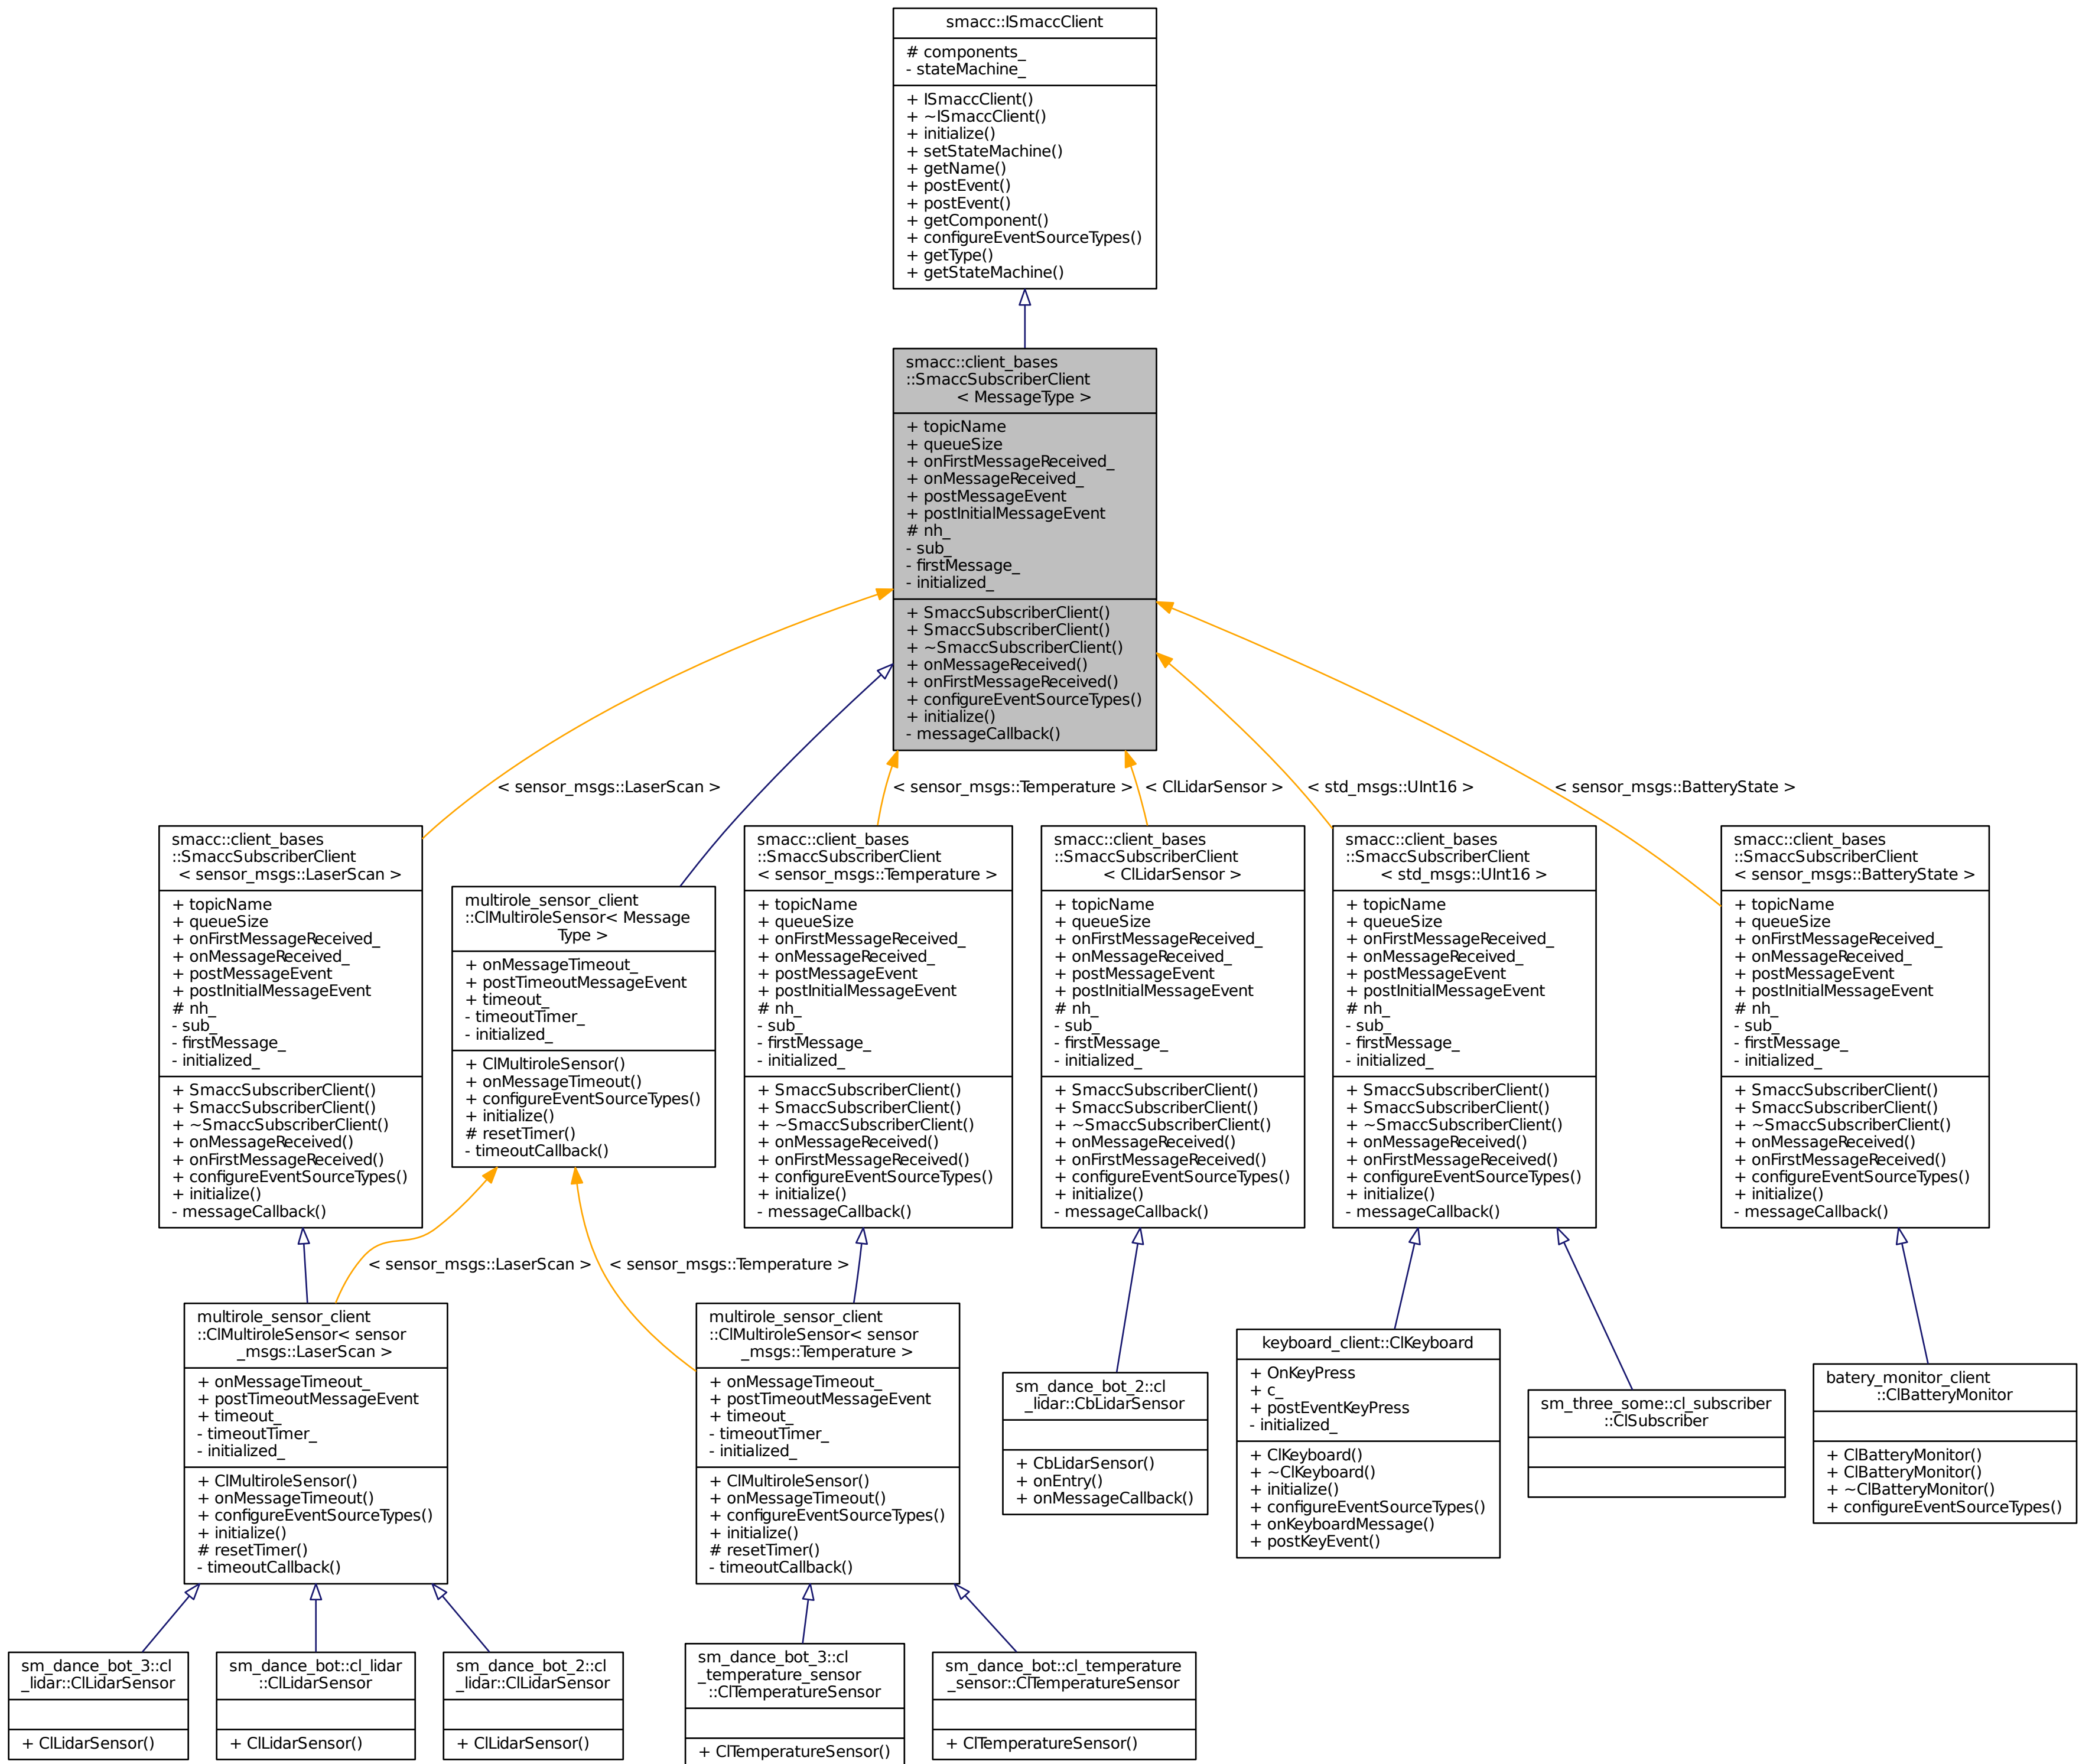 smacc::ISmaccClient
# components_
- stateMachine_
+ ISmaccClient()
+ ~ISmaccClient()
+ initialize()
+ setStateMachine()
+ getName()
+ postEvent()
+ postEvent()
+ getComponent()
+ configureEventSourceTypes()
+ getType()
+ getStateMachine()
smacc::client_bases
::SmaccSubscriberClient
< MessageType >
+ topicName
+ queueSize
+ onFirstMessageReceived_
+ onMessageReceived_
+ postMessageEvent
+ postInitialMessageEvent
# nh_
- sub_
- firstMessage_
- initialized_
+ SmaccSubscriberClient()
+ SmaccSubscriberClient()
+ ~SmaccSubscriberClient()
+ onMessageReceived()
+ onFirstMessageReceived()
+ configureEventSourceTypes()
+ initialize()
- messageCallback()
< sensor_msgs::LaserScan >
< sensor_msgs::Temperature >
< ClLidarSensor >
< std_msgs::UInt16 >
< sensor_msgs::BatteryState >
smacc::client_bases
::SmaccSubscriberClient
< sensor_msgs::LaserScan >
+ topicName
+ queueSize
+ onFirstMessageReceived_
+ onMessageReceived_
+ postMessageEvent
+ postInitialMessageEvent
# nh_
- sub_
- firstMessage_
- initialized_
+ SmaccSubscriberClient()
+ SmaccSubscriberClient()
+ ~SmaccSubscriberClient()
+ onMessageReceived()
+ onFirstMessageReceived()
+ configureEventSourceTypes()
+ initialize()
- messageCallback()
multirole_sensor_client
::ClMultiroleSensor< Message
Type >
+ onMessageTimeout_
+ postTimeoutMessageEvent
+ timeout_
- timeoutTimer_
- initialized_
+ ClMultiroleSensor()
+ onMessageTimeout()
+ configureEventSourceTypes()
+ initialize()
# resetTimer()
- timeoutCallback()
smacc::client_bases
::SmaccSubscriberClient
< sensor_msgs::Temperature >
+ topicName
+ queueSize
+ onFirstMessageReceived_
+ onMessageReceived_
+ postMessageEvent
+ postInitialMessageEvent
# nh_
- sub_
- firstMessage_
- initialized_
+ SmaccSubscriberClient()
+ SmaccSubscriberClient()
+ ~SmaccSubscriberClient()
+ onMessageReceived()
+ onFirstMessageReceived()
+ configureEventSourceTypes()
+ initialize()
- messageCallback()
smacc::client_bases
::SmaccSubscriberClient
< ClLidarSensor >
+ topicName
+ queueSize
+ onFirstMessageReceived_
+ onMessageReceived_
+ postMessageEvent
+ postInitialMessageEvent
# nh_
- sub_
- firstMessage_
- initialized_
+ SmaccSubscriberClient()
+ SmaccSubscriberClient()
+ ~SmaccSubscriberClient()
+ onMessageReceived()
+ onFirstMessageReceived()
+ configureEventSourceTypes()
+ initialize()
- messageCallback()
smacc::client_bases
::SmaccSubscriberClient
< std_msgs::UInt16 >
+ topicName
+ queueSize
+ onFirstMessageReceived_
+ onMessageReceived_
+ postMessageEvent
+ postInitialMessageEvent
# nh_
- sub_
- firstMessage_
- initialized_
+ SmaccSubscriberClient()
+ SmaccSubscriberClient()
+ ~SmaccSubscriberClient()
+ onMessageReceived()
+ onFirstMessageReceived()
+ configureEventSourceTypes()
+ initialize()
- messageCallback()
smacc::client_bases
::SmaccSubscriberClient
< sensor_msgs::BatteryState >
+ topicName
+ queueSize
+ onFirstMessageReceived_
+ onMessageReceived_
+ postMessageEvent
+ postInitialMessageEvent
# nh_
- sub_
- firstMessage_
- initialized_
+ SmaccSubscriberClient()
+ SmaccSubscriberClient()
+ ~SmaccSubscriberClient()
+ onMessageReceived()
+ onFirstMessageReceived()
+ configureEventSourceTypes()
+ initialize()
- messageCallback()
< sensor_msgs::LaserScan >
< sensor_msgs::Temperature >
multirole_sensor_client
::ClMultiroleSensor< sensor
_msgs::LaserScan >
+ onMessageTimeout_
+ postTimeoutMessageEvent
+ timeout_
- timeoutTimer_
- initialized_
+ ClMultiroleSensor()
+ onMessageTimeout()
+ configureEventSourceTypes()
+ initialize()
# resetTimer()
- timeoutCallback()
multirole_sensor_client
::ClMultiroleSensor< sensor
_msgs::Temperature >
+ onMessageTimeout_
+ postTimeoutMessageEvent
+ timeout_
- timeoutTimer_
- initialized_
+ ClMultiroleSensor()
+ onMessageTimeout()
+ configureEventSourceTypes()
+ initialize()
# resetTimer()
- timeoutCallback()
sm_dance_bot_2::cl
_lidar::CbLidarSensor
+ CbLidarSensor()
+ onEntry()
+ onMessageCallback()
keyboard_client::ClKeyboard
+ OnKeyPress
+ c_
+ postEventKeyPress
- initialized_
+ ClKeyboard()
+ ~ClKeyboard()
+ initialize()
+ configureEventSourceTypes()
+ onKeyboardMessage()
+ postKeyEvent()
sm_three_some::cl_subscriber
::ClSubscriber
batery_monitor_client
::ClBatteryMonitor
+ ClBatteryMonitor()
+ ClBatteryMonitor()
+ ~ClBatteryMonitor()
+ configureEventSourceTypes()
sm_dance_bot_3::cl
_lidar::ClLidarSensor
+ ClLidarSensor()
sm_dance_bot::cl_lidar
::ClLidarSensor
+ ClLidarSensor()
sm_dance_bot_2::cl
_lidar::ClLidarSensor
+ ClLidarSensor()
sm_dance_bot_3::cl
_temperature_sensor
::ClTemperatureSensor
+ ClTemperatureSensor()
sm_dance_bot::cl_temperature
_sensor::ClTemperatureSensor
+ ClTemperatureSensor()